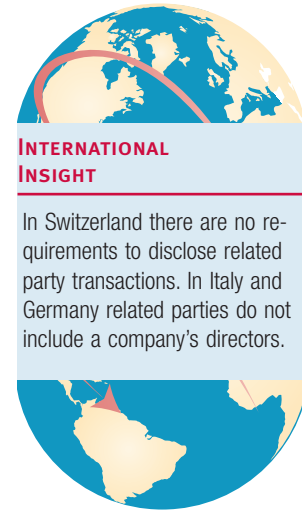 INTERNATIONAL
INSIGHT
In Switzerland there are no re-
quirements to disclose related
party transactions. In Italy and
Germany related parties do not
include a company's directors.